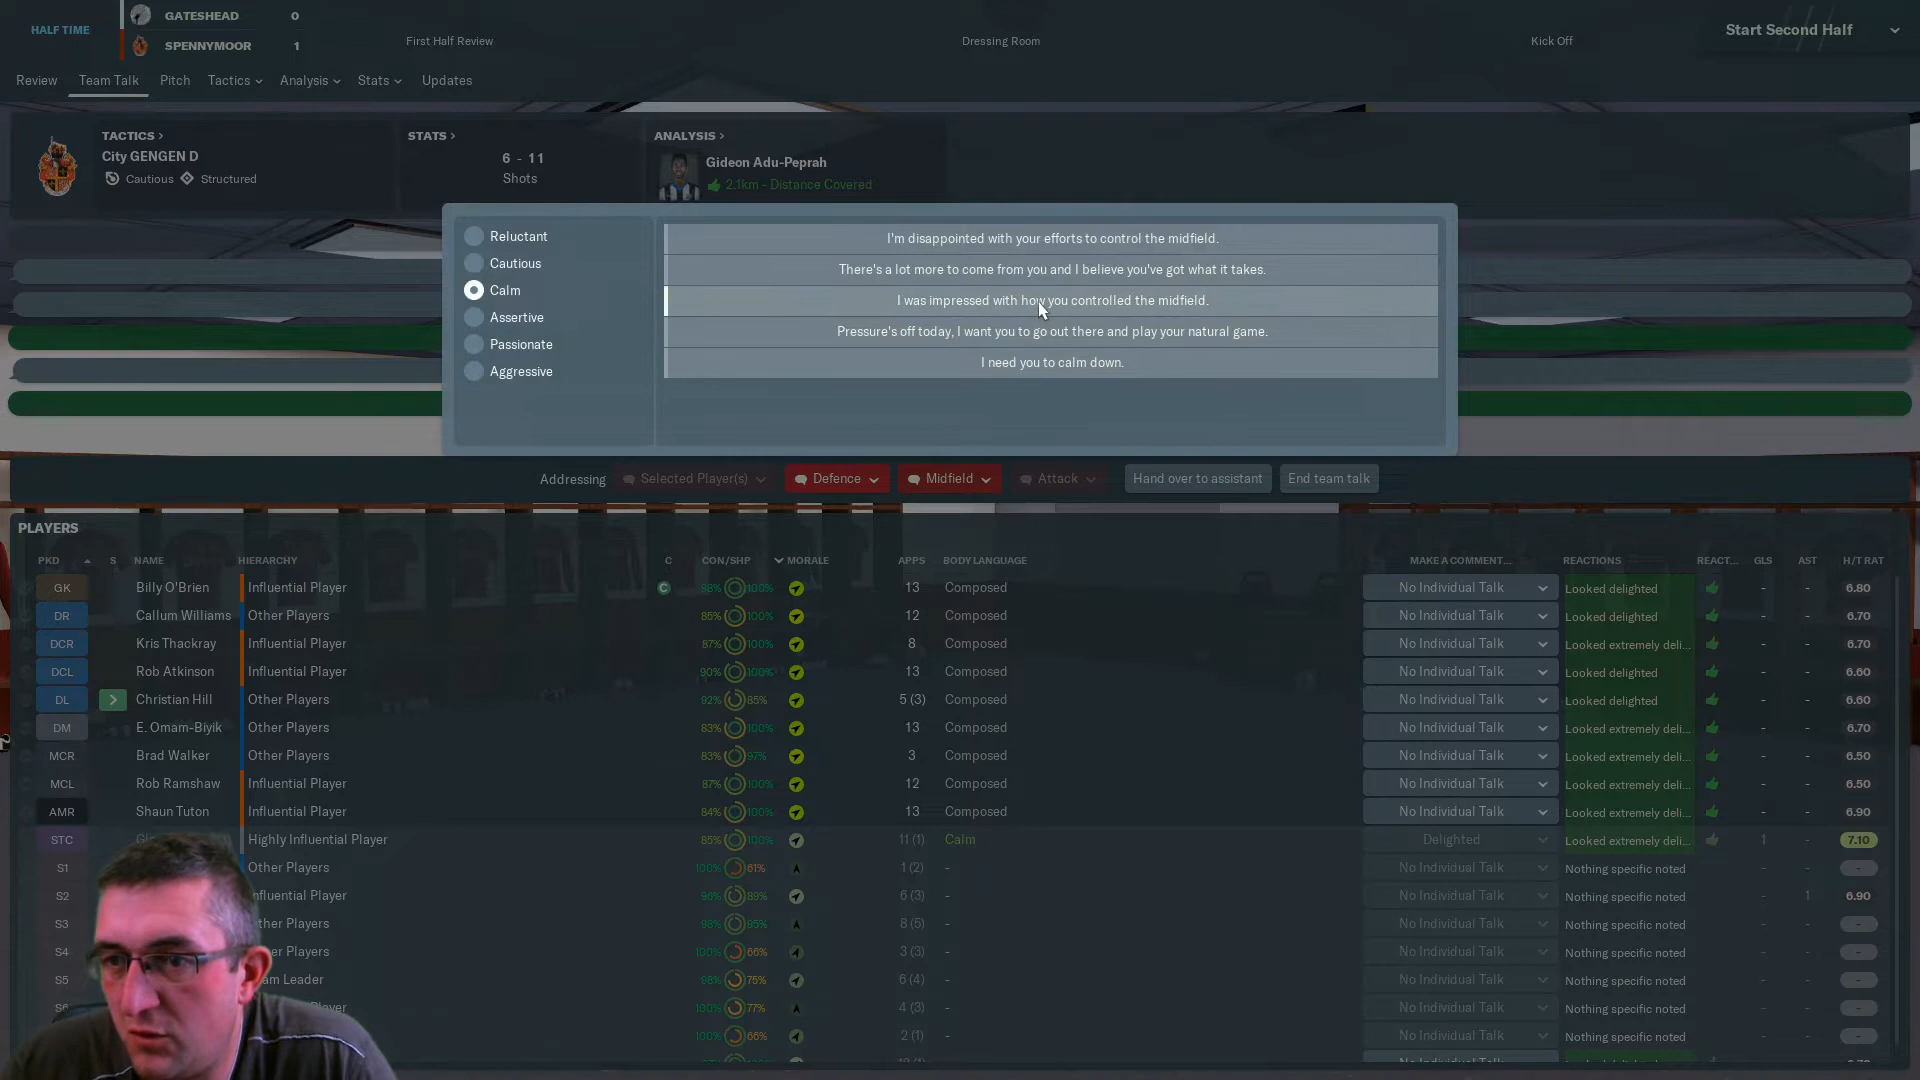 HALF TIME
GATESHEAD 0
SPENNYMOOR 1
First Half Review
Dressing Room
Kick Off
Start Second Half
Review
Team Talk
Pitch
Tactics
Analysis
Stats
Updates
TACTICS >
City GENGEN D
Cautious
Structured
STATS >
6 - 11
Shots
ANALYSIS >
Gideon Adu-Peprah
2.1km - Distance Covered
Reluctant
Cautious
Calm
Assertive
Passionate
Aggressive
I'm disappointed with your efforts to control the midfield.
There's a lot more to come from you and I believe you've got what it takes.
I was impressed with how you controlled the midfield.
Pressure's off today, I want you to go out there and play your natural game.
I need you to calm down.
Addressing
Selected Player(s)
Defence
Midfield
Attack
Hand over to assistant
End team talk
PLAYERS
PKD S NAME HIERARCHY C CON/SHP MORALE APPS BODY LANGUAGE MAKE A COMMENT... REACTIONS REACT... GLS AST H/T RAT
GK Billy O'Brien Influential Player C 98% 100% 13 Composed No Individual Talk Looked delighted - - 6.80
DR Callum Williams Other Players 85% 100% 12 Composed No Individual Talk Looked delighted - - 6.70
DCR Kris Thackray Influential Player 87% 100% 8 Composed No Individual Talk Looked extremely deli... - - 6.70
DCL Rob Atkinson Influential Player 90% 100% 13 Composed No Individual Talk Looked delighted - - 6.60
DL Christian Hill Other Players 92% 85% 5 (3) Composed No Individual Talk Looked delighted - - 6.60
DM E. Omam-Biyik Other Players 83% 100% 13 Composed No Individual Talk Looked extremely deli... - - 6.70
MCR Brad Walker Other Players 83% 97% 3 Composed No Individual Talk Looked extremely deli... - - 6.50
MCL Rob Ramshaw Influential Player 87% 100% 12 Composed No Individual Talk Looked extremely deli... - - 6.50
AMR Shaun Tuton Influential Player 84% 100% 13 Composed No Individual Talk Looked extremely deli... - - 6.90
STC Highly Influential Player 85% 100% 11 (1) Calm Delighted Looked extremely deli... 1 - 7.10
S1 Other Players 100% 61% 1 (2) - No Individual Talk Nothing specific noted - - -
S2 nfluential Player 96% 89% 6 (3) - No Individual Talk Nothing specific noted - 1 6.90
S3 ther Players 98% 95% 8 (5) - No Individual Talk Nothing specific noted - - -
S4 er Players 100% 66% 3 (3) - No Individual Talk Nothing specific noted - - -
S5 am Leader 98% 75% 6 (4) - No Individual Talk Nothing specific noted - - -
S6 Player 100% 77% 4 (3) - No Individual Talk Nothing specific noted - - -
100% 66% 2 (1) - No Individual Talk Nothing specific noted - - -